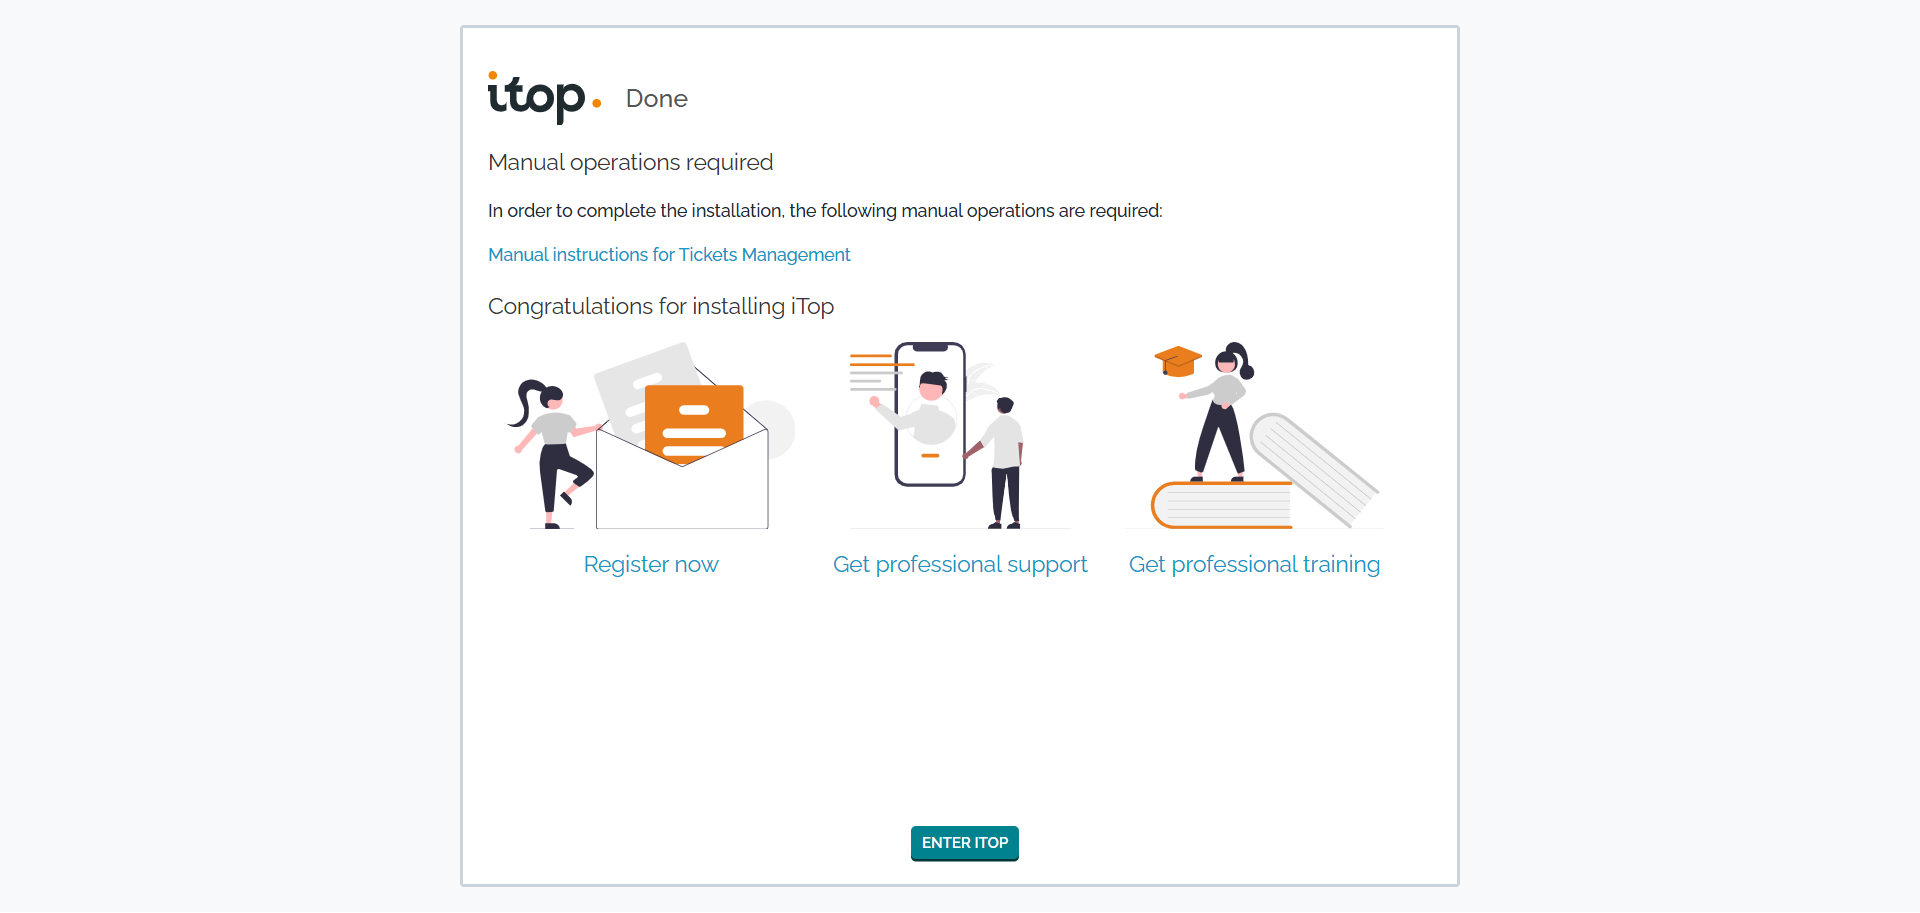 itop. Done
Manual operations required
In order to complete the installation, the following manual operations are required:
Manual instructions for Tickets Management
Congratulations for installing iTop
Register now
Get professional support
Get professional training
ENTER ITOP